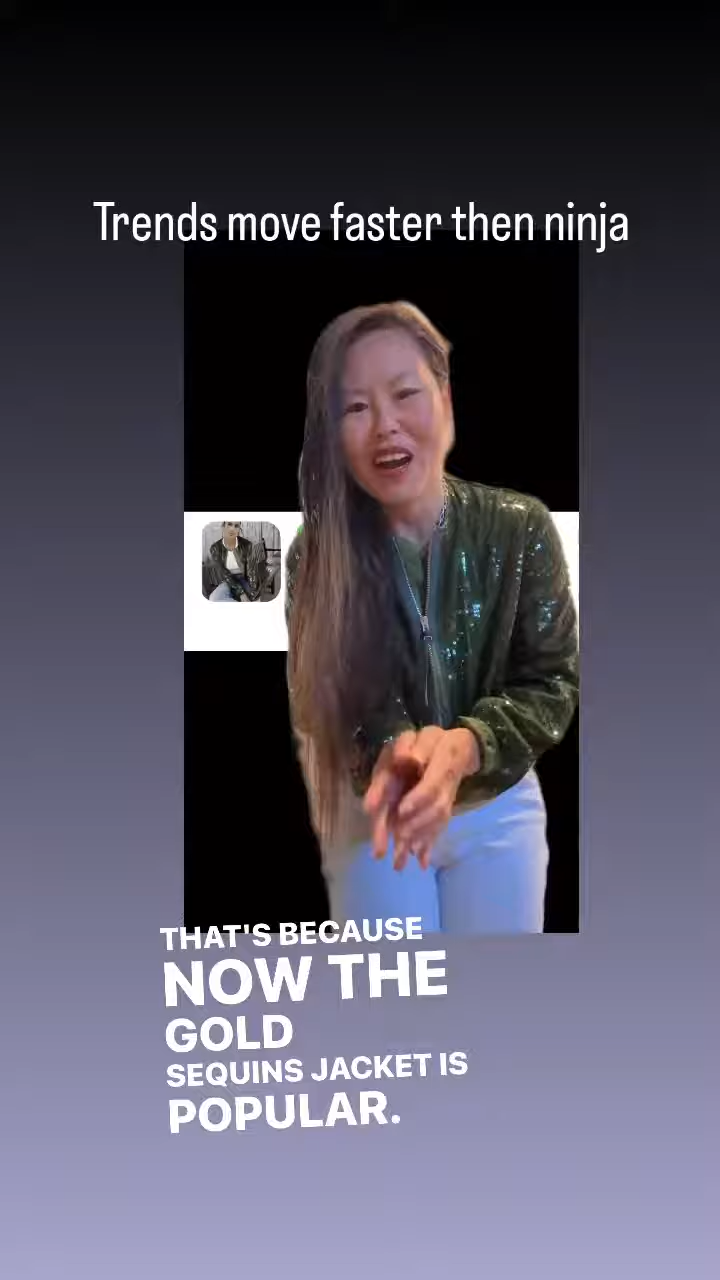 Trends move faster then ninja
THAT'S BECAUSE
NOW THE
GOLD
SEQUINS JACKET IS
POPULAR.